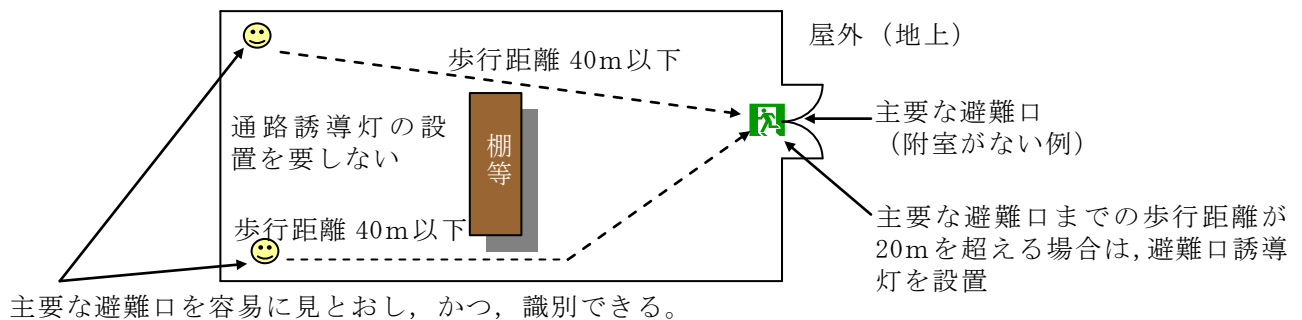 屋外（地上）
歩行距離 40m以下
通路誘導灯の設
置を要しない
棚等
主要な避難口
（附室がない例）
歩行距離 40m以下
主要な避難口までの歩行距離が
20mを超える場合は，避難口誘導
灯を設置
主要な避難口を容易に見とおし，かつ，識別できる。